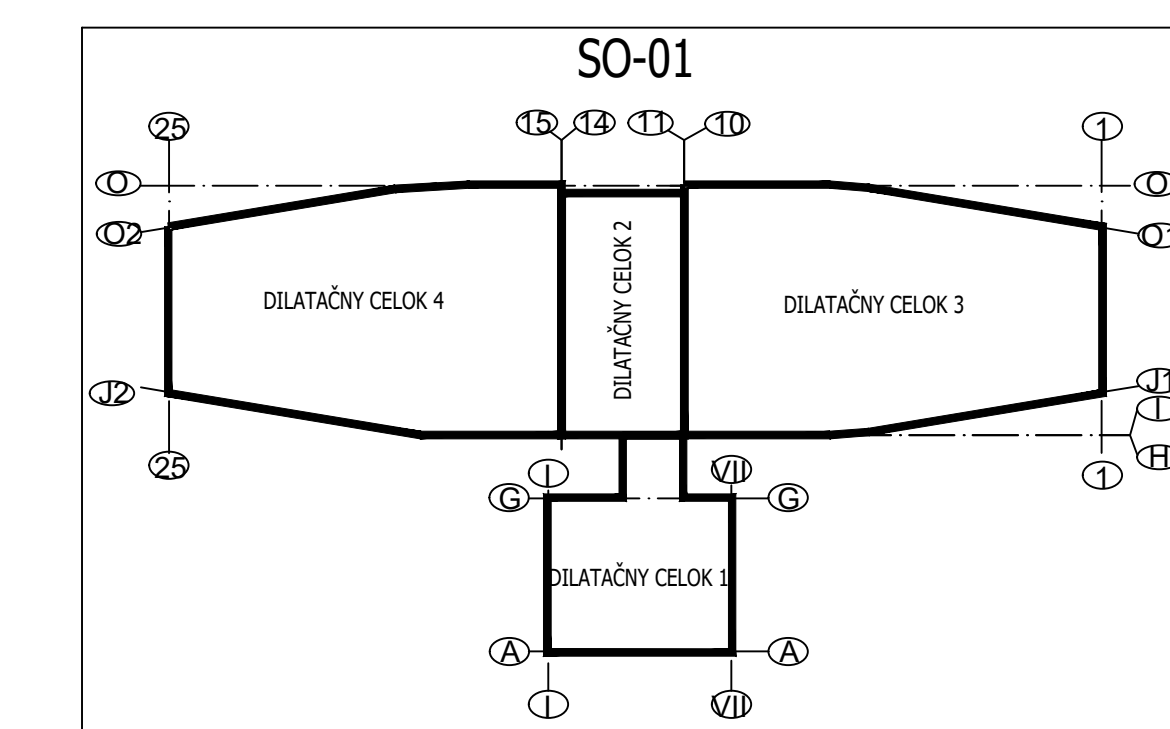 SO-01
25
15
14
11
10
1
O
O
O2
O1
DILATAČNY CELOK 4
DILATAČNY CELOK 2
DILATAČNY CELOK 3
J2
J1
I
H
25
I
VII
1
G
G
DILATAČNY CELOK 1
A
A
I
VII